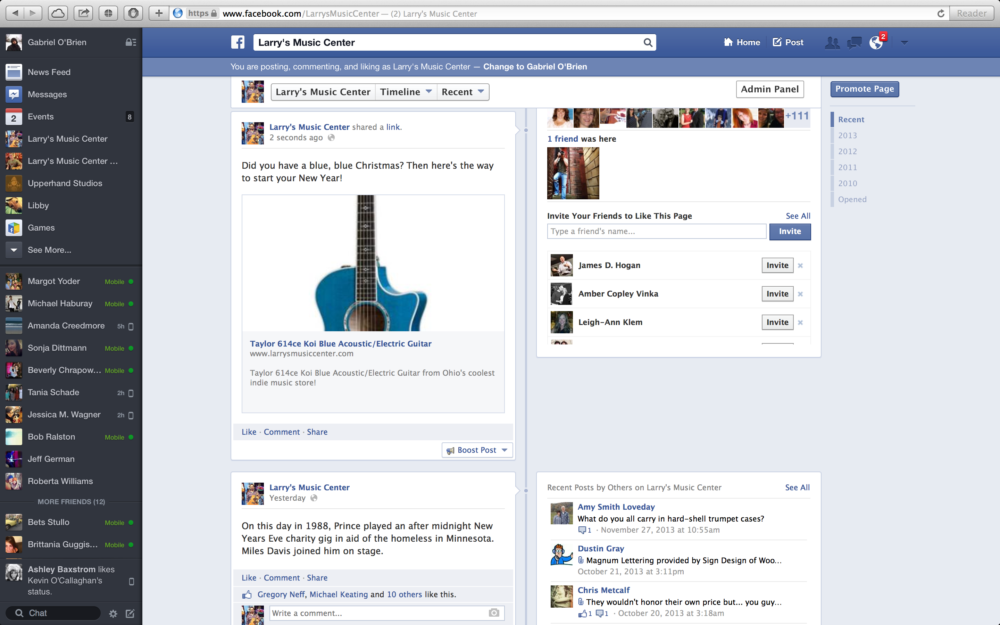 https www.facebook.com/LarrysMusicCenter — (2) Larry's Music Center
Reader
Gabriel O'Brien
News Feed
Messages
2
Events 8
Larry's Music Center
Larry's Music Center ...
Upperhand Studios
Libby
Games
See More...
Margot Yoder Mobile
Michael Haburay Mobile
Amanda Creedmore 5h
Sonja Dittmann Mobile
Beverly Chrapow... Mobile
Tania Schade 2h
Jessica M. Wagner 2h
Bob Ralston Mobile
Jeff German
Roberta Williams
MORE FRIENDS (12)
Bets Stullo Mobile
Brittania Guggis... Mobile
Ashley Baxstrom likes
Kevin O'Callaghan's
status.
Chat
f
Larry's Music Center
Home
Post
2
You are posting, commenting, and liking as Larry's Music Center — Change to Gabriel O'Brien
Larry's Music Center Timeline Recent
Admin Panel
Promote Page
Larry's Music Center shared a link.
2 seconds ago
Did you have a blue, blue Christmas? Then here's the way
to start your New Year!
Taylor 614ce Koi Blue Acoustic/Electric Guitar
www.larrysmusiccenter.com
Taylor 614ce Koi Blue Acoustic/Electric Guitar from Ohio's coolest
indie music store!
Like · Comment · Share
Boost Post
Larry's Music Center
Yesterday
On this day in 1988, Prince played an after midnight New
Years Eve charity gig in aid of the homeless in Minnesota.
Miles Davis joined him on stage.
Like · Comment · Share
Gregory Neff, Michael Keating and 10 others like this.
Write a comment...
+111
1 friend was here
Invite Your Friends to Like This Page See All
Type a friend's name... Invite
James D. Hogan Invite ×
Amber Copley Vinka Invite ×
Leigh-Ann Klem Invite ×
Recent Posts by Others on Larry's Music Center See All
Amy Smith Loveday
What do you all carry in hard-shell trumpet cases?
1 · November 27, 2013 at 10:55am
Dustin Gray
Magnum Lettering provided by Sign Design of Woo...
October 21, 2013 at 3:11pm
Chris Metcalf
They wouldn't honor their own price but... you guy...
1 1 · October 20, 2013 at 3:18am
Recent
2013
2012
2011
2010
Opened